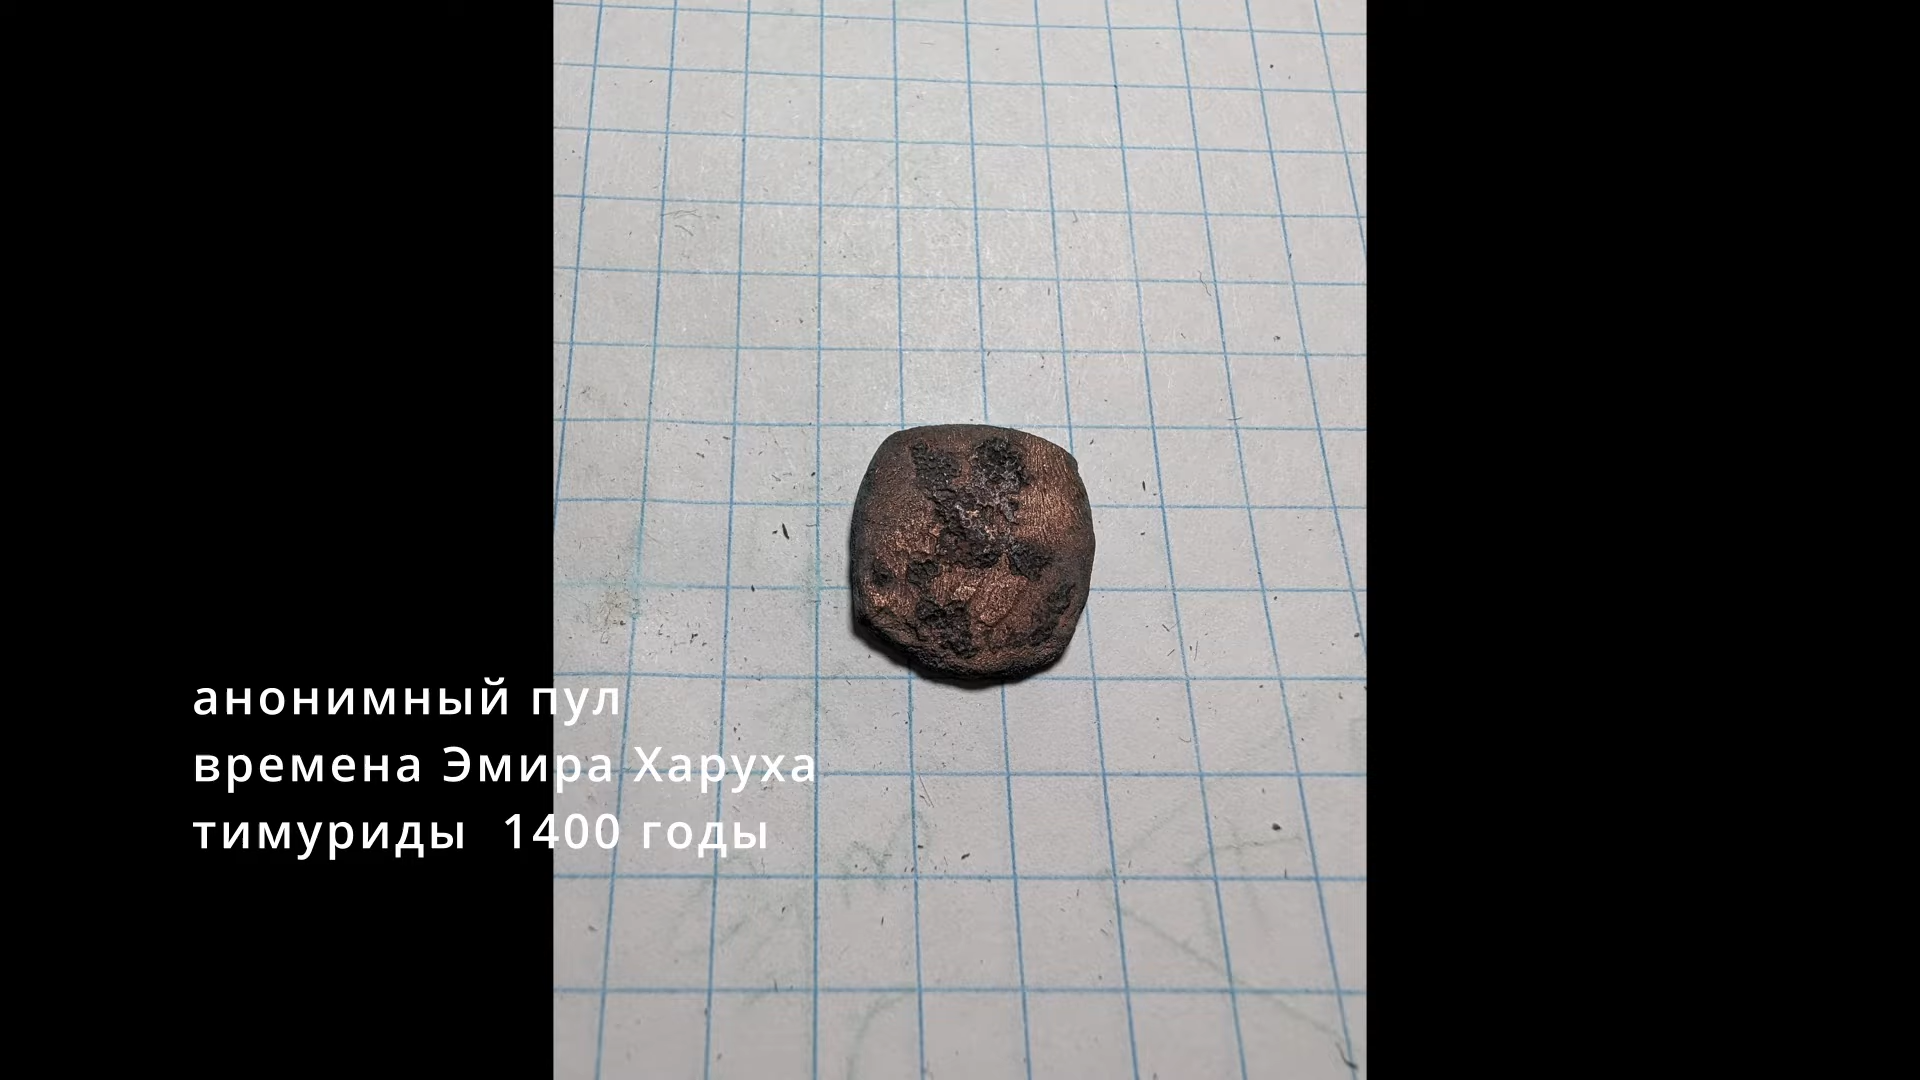 анонимный пул
времена Эмира Харуха
тимуриды 1400 годы